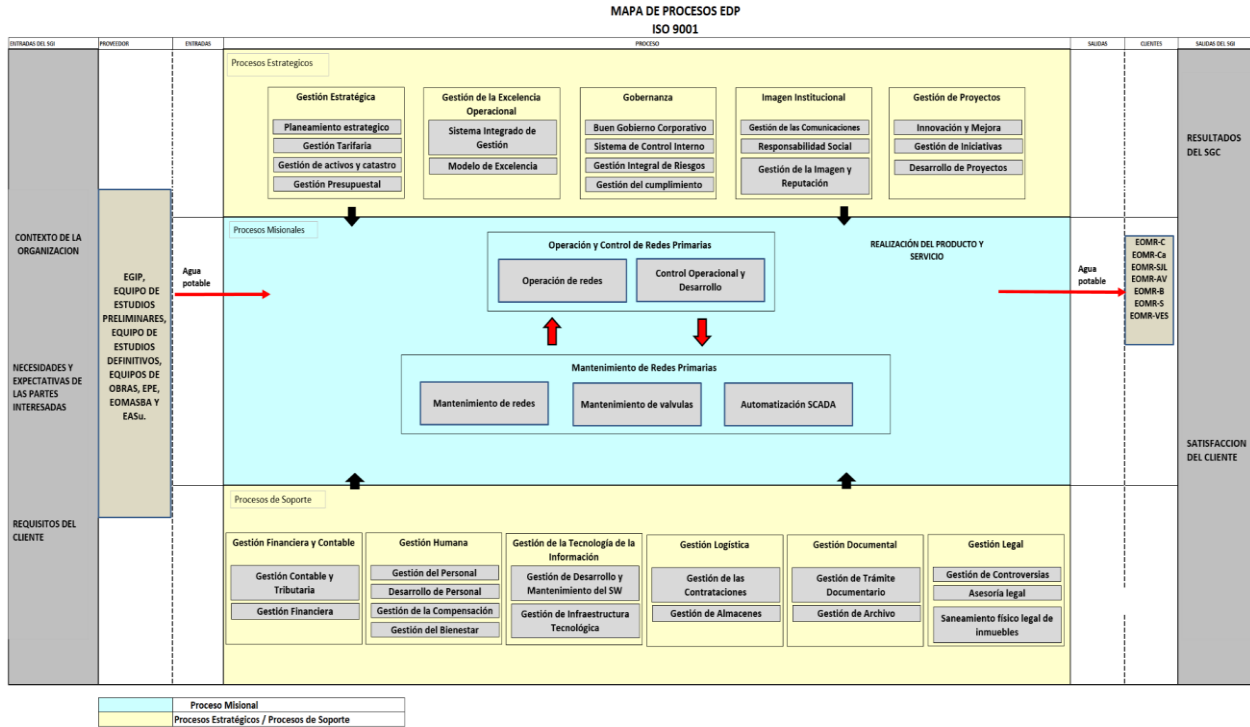 MAPA DE PROCESOS EDP
ISO 9001
ENTRADAS DEL SGI
PROVEEDOR
ENTRADAS
PROCESO
SALIDAS
CLIENTES
SALIDAS DEL SGI
Procesos Estrategicos
Gestión Estratégica
Planeamiento estrategico
Gestión Tarifaria
Gestión de activos y catastro
Gestión Presupuestal
Gestión de la Excelencia
Operacional
Sistema Integrado de
Gestión
Modelo de Excelencia
Gobernanza
Buen Gobierno Corporativo
Sistema de Control Interno
Gestión Integral de Riesgos
Gestión del cumplimiento
Imagen Institucional
Gestión de las Comunicaciones
Responsabilidad Social
Gestión de la Imagen y
Reputación
Gestión de Proyectos
Innovación y Mejora
Gestión de Iniciativas
Desarrollo de Proyectos
CONTEXTO DE LA
ORGANIZACION
NECESIDADES Y
EXPECTATIVAS DE
LAS PARTES
INTERESADAS
REQUISITOS DEL
CLIENTE
EGIP,
EQUIPO DE
ESTUDIOS
PRELIMINARES,
EQUIPO DE
ESTUDIOS
DEFINITIVOS,
EQUIPOS DE
OBRAS, EPE,
EOMASBA Y
EASu.
Agua
potable
Procesos Misionales
Operación y Control de Redes Primarias
Operación de redes
Control Operacional y
Desarrollo
REALIZACIÓN DEL PRODUCTO Y
SERVICIO
Mantenimiento de Redes Primarias
Mantenimiento de redes
Mantenimiento de valvulas
Automatización SCADA
Agua
potable
EOMR-C
EOMR-Ca
EOMR-SJL
EOMR-AV
EOMR-B
EOMR-S
EOMR-VES
RESULTADOS
DEL SGC
SATISFACCION
DEL CLIENTE
Procesos de Soporte
Gestión Financiera y Contable
Gestión Contable y
Tributaria
Gestión Financiera
Gestión Humana
Gestión del Personal
Desarrollo de Personal
Gestión de la Compensación
Gestión del Bienestar
Gestión de la Tecnología de la
Información
Gestión de Desarrollo y
Mantenimiento del SW
Gestión de Infraestructura
Tecnológica
Gestión Logística
Gestión de las
Contrataciones
Gestión de Almacenes
Gestión Documental
Gestión de Trámite
Documentario
Gestión de Archivo
Gestión Legal
Gestión de Controversias
Asesoría legal
Saneamiento físico legal de
inmuebles
Proceso Misional
Procesos Estratégicos / Procesos de Soporte